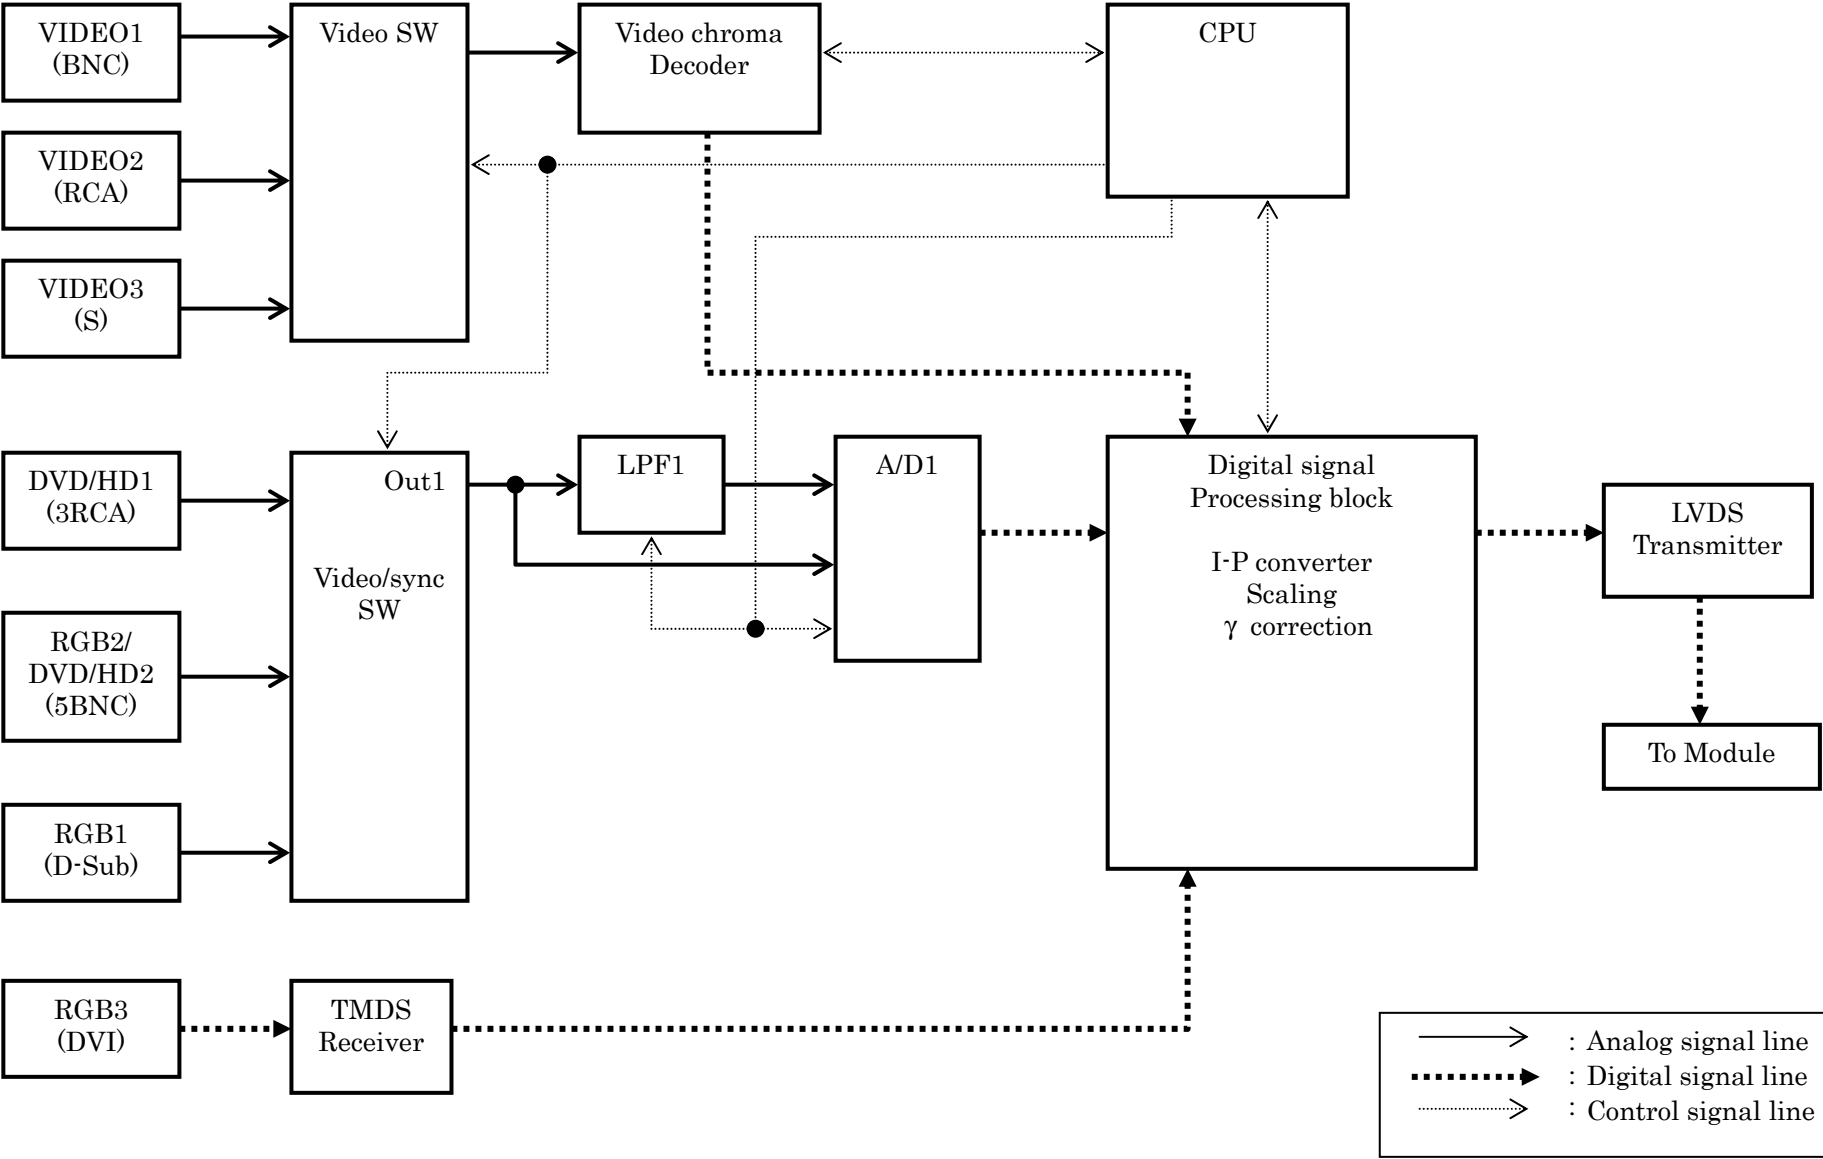 VIDEO1
(BNC)
Video SW
Video chroma
Decoder
CPU
VIDEO2
(RCA)
VIDEO3
(S)
DVD/HD1
(3RCA)
Out1
Video/sync
SW
LPF1
A/D1
Digital signal
Processing block
I-P converter
Scaling
γ correction
LVDS
Transmitter
To Module
RGB2/
DVD/HD2
(5BNC)
RGB1
(D-Sub)
RGB3
(DVI)
TMDS
Receiver
: Analog signal line
: Digital signal line
: Control signal line